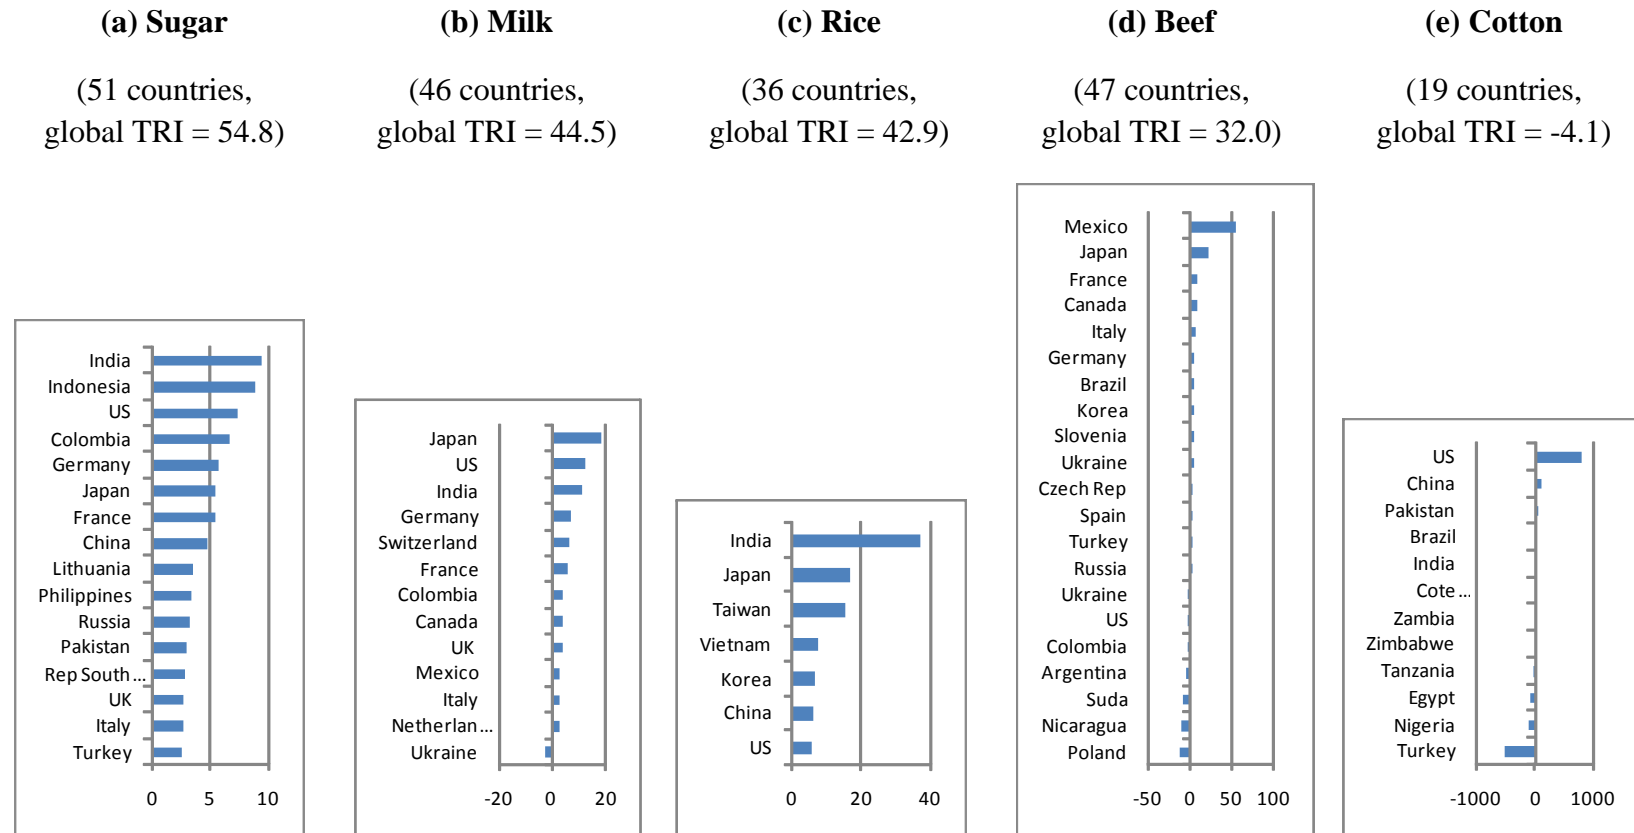 (a) Sugar
(51 countries,
global TRI = 54.8)
India
Indonesia
US
Colombia
Germany
Japan
France
China
Lithuania
Philippines
Russia
Pakistan
Rep South ...
UK
Italy
Turkey
0 5 10
(b) Milk
(46 countries,
global TRI = 44.5)
Japan
US
India
Germany
Switzerland
France
Colombia
Canada
UK
Mexico
Italy
Netherlan ...
Ukraine
-20 0 20
(c) Rice
(36 countries,
global TRI = 42.9)
India
Japan
Taiwan
Vietnam
Korea
China
US
0 20 40
(d) Beef
(47 countries,
global TRI = 32.0)
Mexico
Japan
France
Canada
Italy
Germany
Brazil
Korea
Slovenia
Ukraine
Czech Rep
Spain
Turkey
Russia
Ukraine
US
Colombia
Argentina
Suda
Nicaragua
Poland
-50 0 50 100
(e) Cotton
(19 countries,
global TRI = -4.1)
US
China
Pakistan
Brazil
India
Cote ...
Zambia
Zimbabwe
Tanzania
Egypt
Nigeria
Turkey
-1000 0 1000